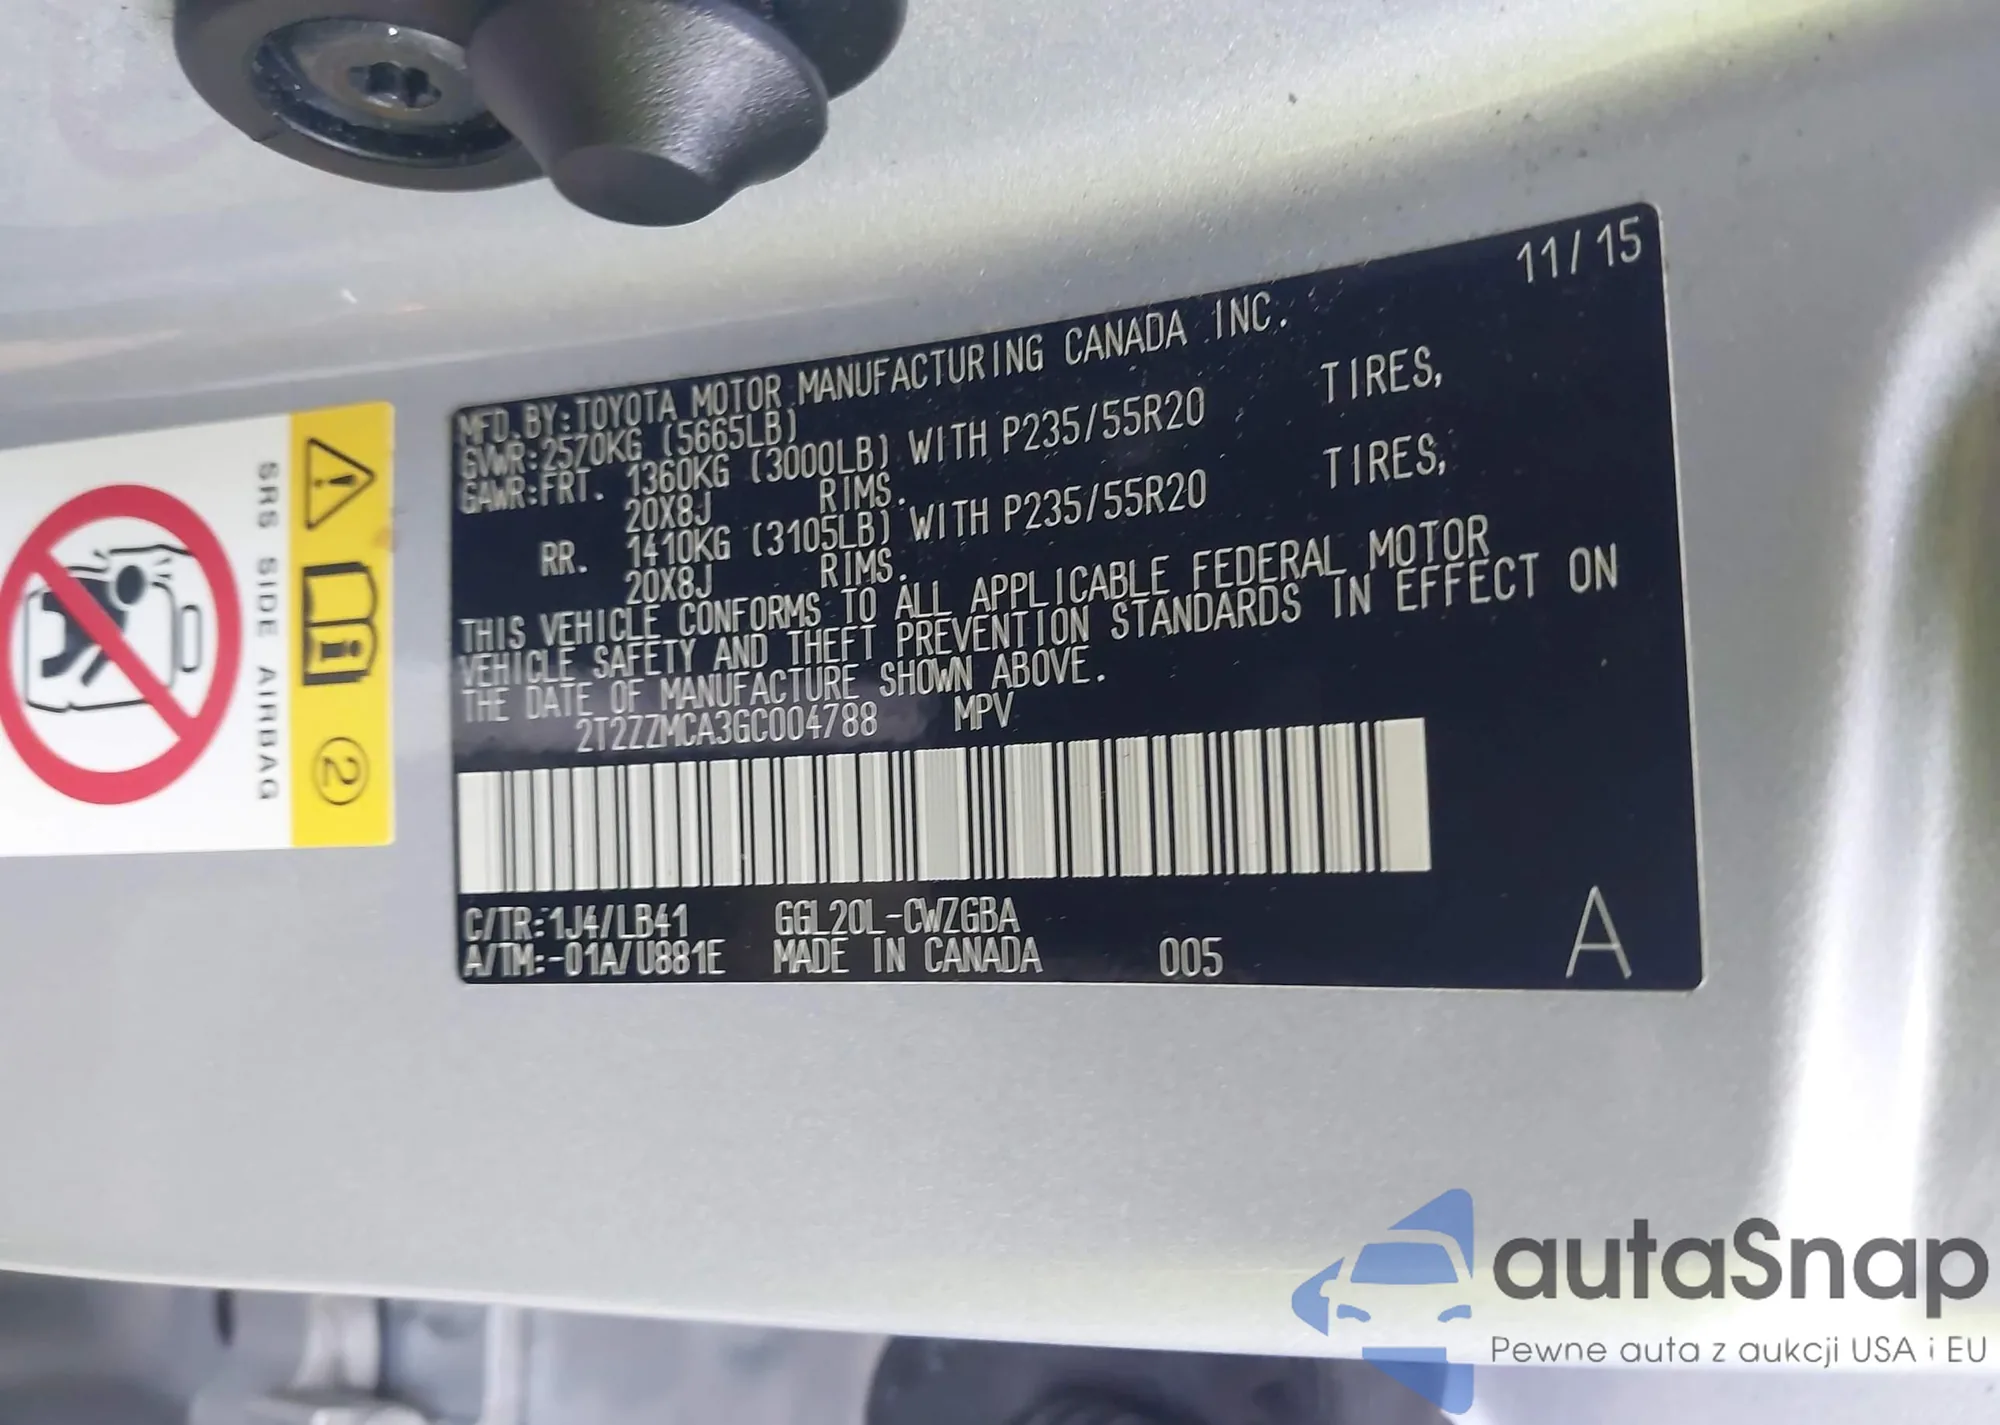 11/15
MFD. BY: TOYOTA MOTOR MANUFACTURING CANADA INC.
GVWR: 2570KG (5665LB)
GAWR: FRT. 1360KG (3000LB) WITH P235/55R20 TIRES,
20X8J RIMS.
RR. 1410KG (3105LB) WITH P235/55R20 TIRES,
20X8J RIMS.
THIS VEHICLE CONFORMS TO ALL APPLICABLE FEDERAL MOTOR
VEHICLE SAFETY AND THEFT PREVENTION STANDARDS IN EFFECT ON
THE DATE OF MANUFACTURE SHOWN ABOVE.
2T2ZZMCA3GC004788 MPV
C/TR:1J4/LB41 GGL20L-CWZGBA
A/TM:-01A/U881E MADE IN CANADA 005
A
SRS SIDE AIRBAG
2
autaSnap
Pewne auta z aukcji USA i EU